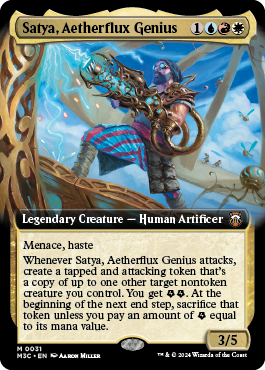 Satya, Aetherflux Genius 1
Legendary Creature — Human Artificer
Menace, haste
Whenever Satya, Aetherflux Genius attacks,
create a tapped and attacking token that's
a copy of up to one other target nontoken
creature you control. You get. At the
beginning of the next end step, sacrifice that
token unless you pay an amount of
equal to its mana value.
3/5
M 0031
M3C • EN AARON MILLER
™ & © 2024 Wizards of the Coast